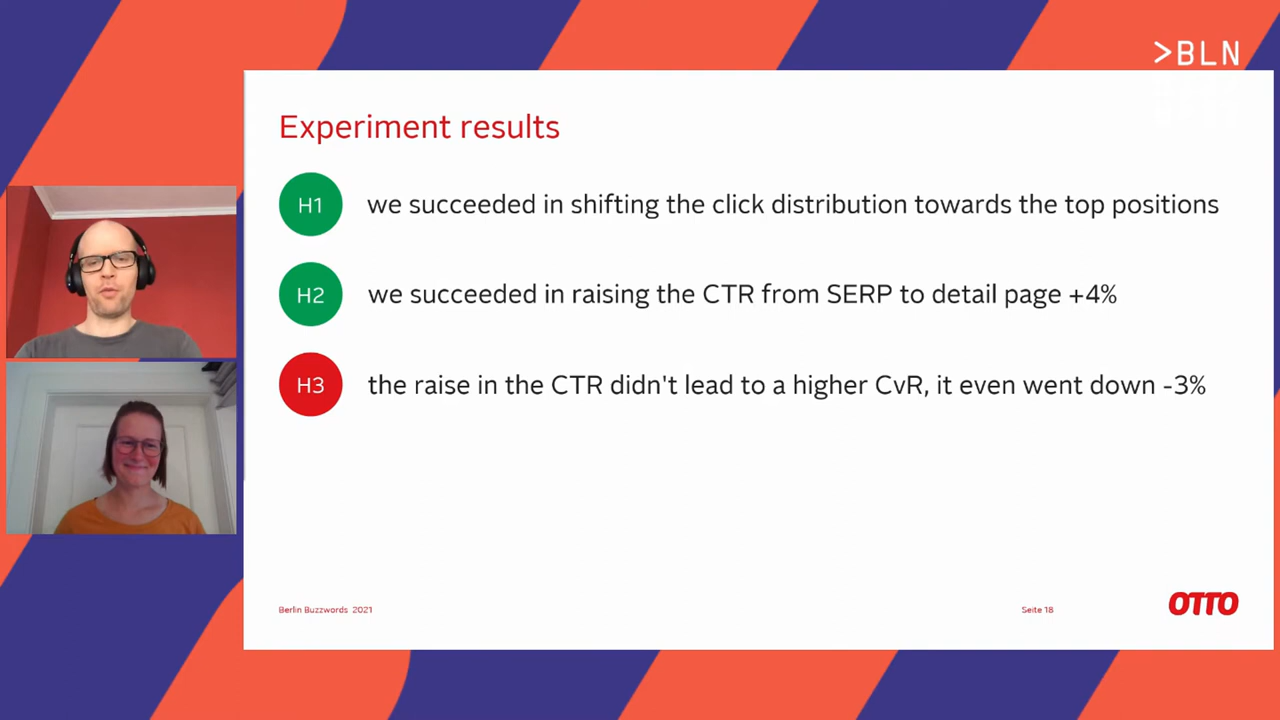 >BLN
Experiment results
H1 we succeeded in shifting the click distribution towards the top positions
H2 we succeeded in raising the CTR from SERP to detail page +4%
H3 the raise in the CTR didn't lead to a higher CvR, it even went down -3%
Berlin Buzzwords 2021
Seite 18
OTTO